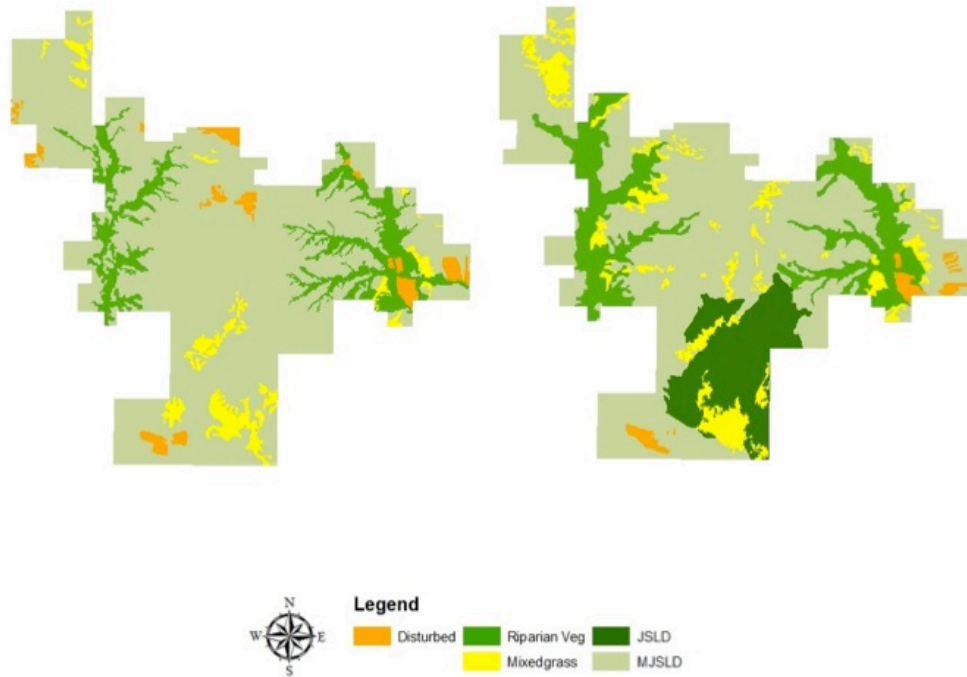 N
W E
S
Legend
Disturbed Riparian Veg JSLD
Mixedgrass MJSLD